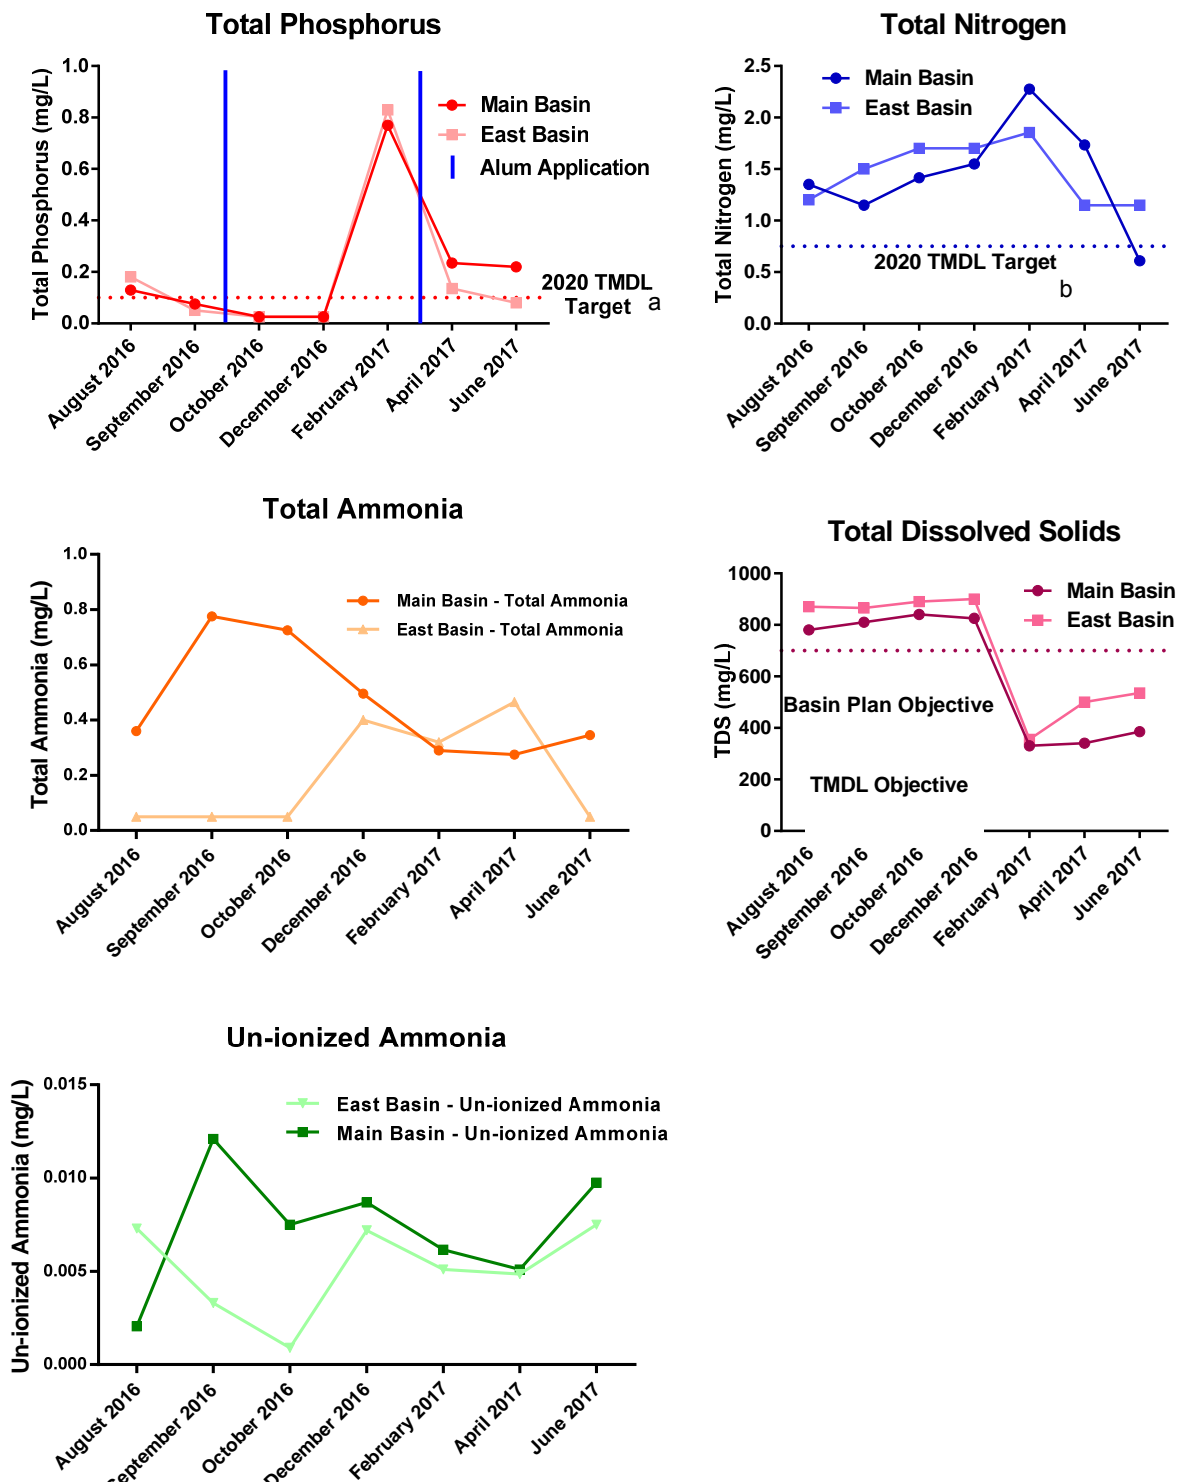 Total Phosphorus
Total Phosphorus (mg/L)
1.0
0.8
0.6
0.4
0.2
0.0
Main Basin
East Basin
Alum Application
2020 TMDL
Target a
August 2016
September 2016
October 2016
December 2016
February 2017
April 2017
June 2017
Total Nitrogen
Total Nitrogen (mg/L)
2.5
2.0
1.5
1.0
0.5
0.0
Main Basin
East Basin
2020 TMDL Target
b
August 2016
September 2016
October 2016
December 2016
February 2017
April 2017
June 2017
Total Ammonia
Total Ammonia (mg/L)
1.0
0.8
0.6
0.4
0.2
0.0
Main Basin - Total Ammonia
East Basin - Total Ammonia
August 2016
September 2016
October 2016
December 2016
February 2017
April 2017
June 2017
Total Dissolved Solids
TDS (mg/L)
1000
800
600
400
200
0
Main Basin
East Basin
Basin Plan Objective
TMDL Objective
August 2016
September 2016
October 2016
December 2016
February 2017
April 2017
June 2017
Un-ionized Ammonia
Un-ionized Ammonia (mg/L)
0.015
0.010
0.005
0.000
East Basin - Un-ionized Ammonia
Main Basin - Un-ionized Ammonia
August 2016
September 2016
October 2016
December 2016
February 2017
April 2017
June 2017